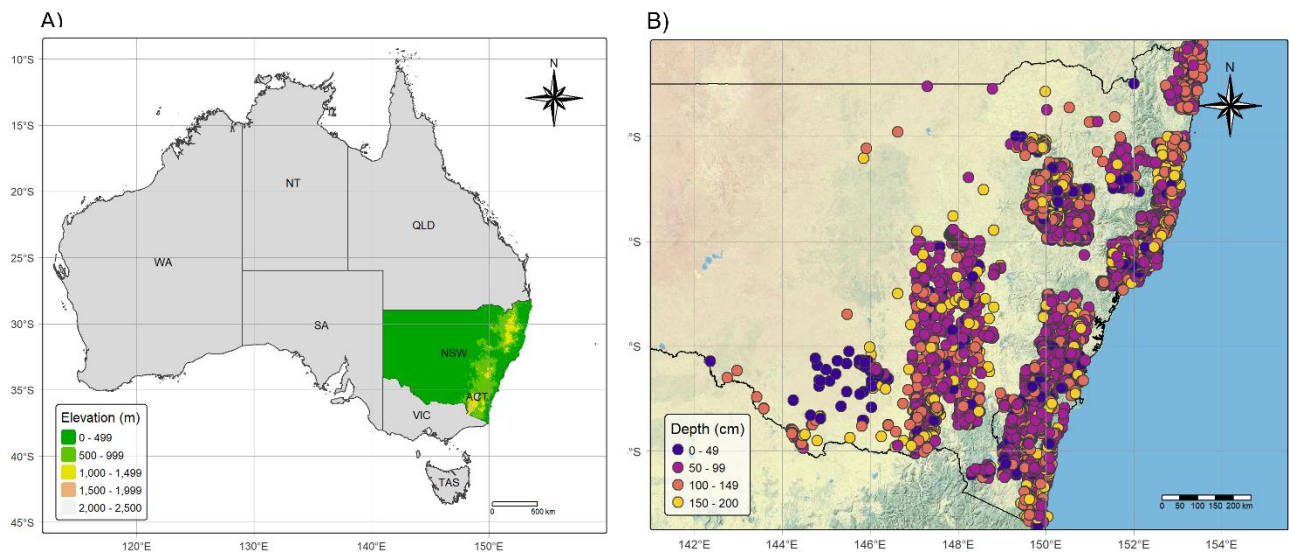 A)
B)
10°S
15°S
20°S
25°S
30°S
35°S
40°S
45°S
N
NT
QLD
WA
SA
NSW
ACT
VIC
TAS
Elevation (m)
0 - 499
500 - 999
1,000 - 1,499
1,500 - 1,999
2,000 - 2,500
0 500 km
120°E 130°E 140°E 150°E
N
°S
°S
°S
°S
Depth (cm)
0 - 49
50 - 99
100 - 149
150 - 200
0 50 100 150 200 km
142°E 144°E 146°E 148°E 150°E 152°E 154°E